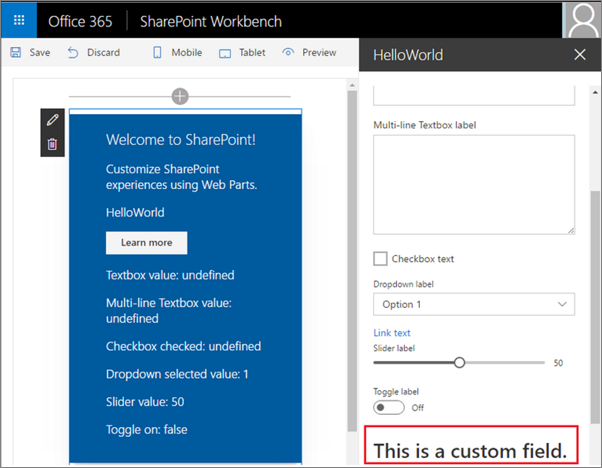 Office 365
SharePoint Workbench
Save
Discard
Mobile
Tablet
Preview
HelloWorld
Welcome to SharePoint!
Customize SharePoint
experiences using Web Parts.
HelloWorld
Learn more
Textbox value: undefined
Multi-line Textbox value:
undefined
Checkbox checked: undefined
Dropdown selected value: 1
Slider value: 50
Toggle on: false
Multi-line Textbox label
Checkbox text
Dropdown label
Option 1
Link text
Slider label
50
Toggle label
Off
This is a custom field.